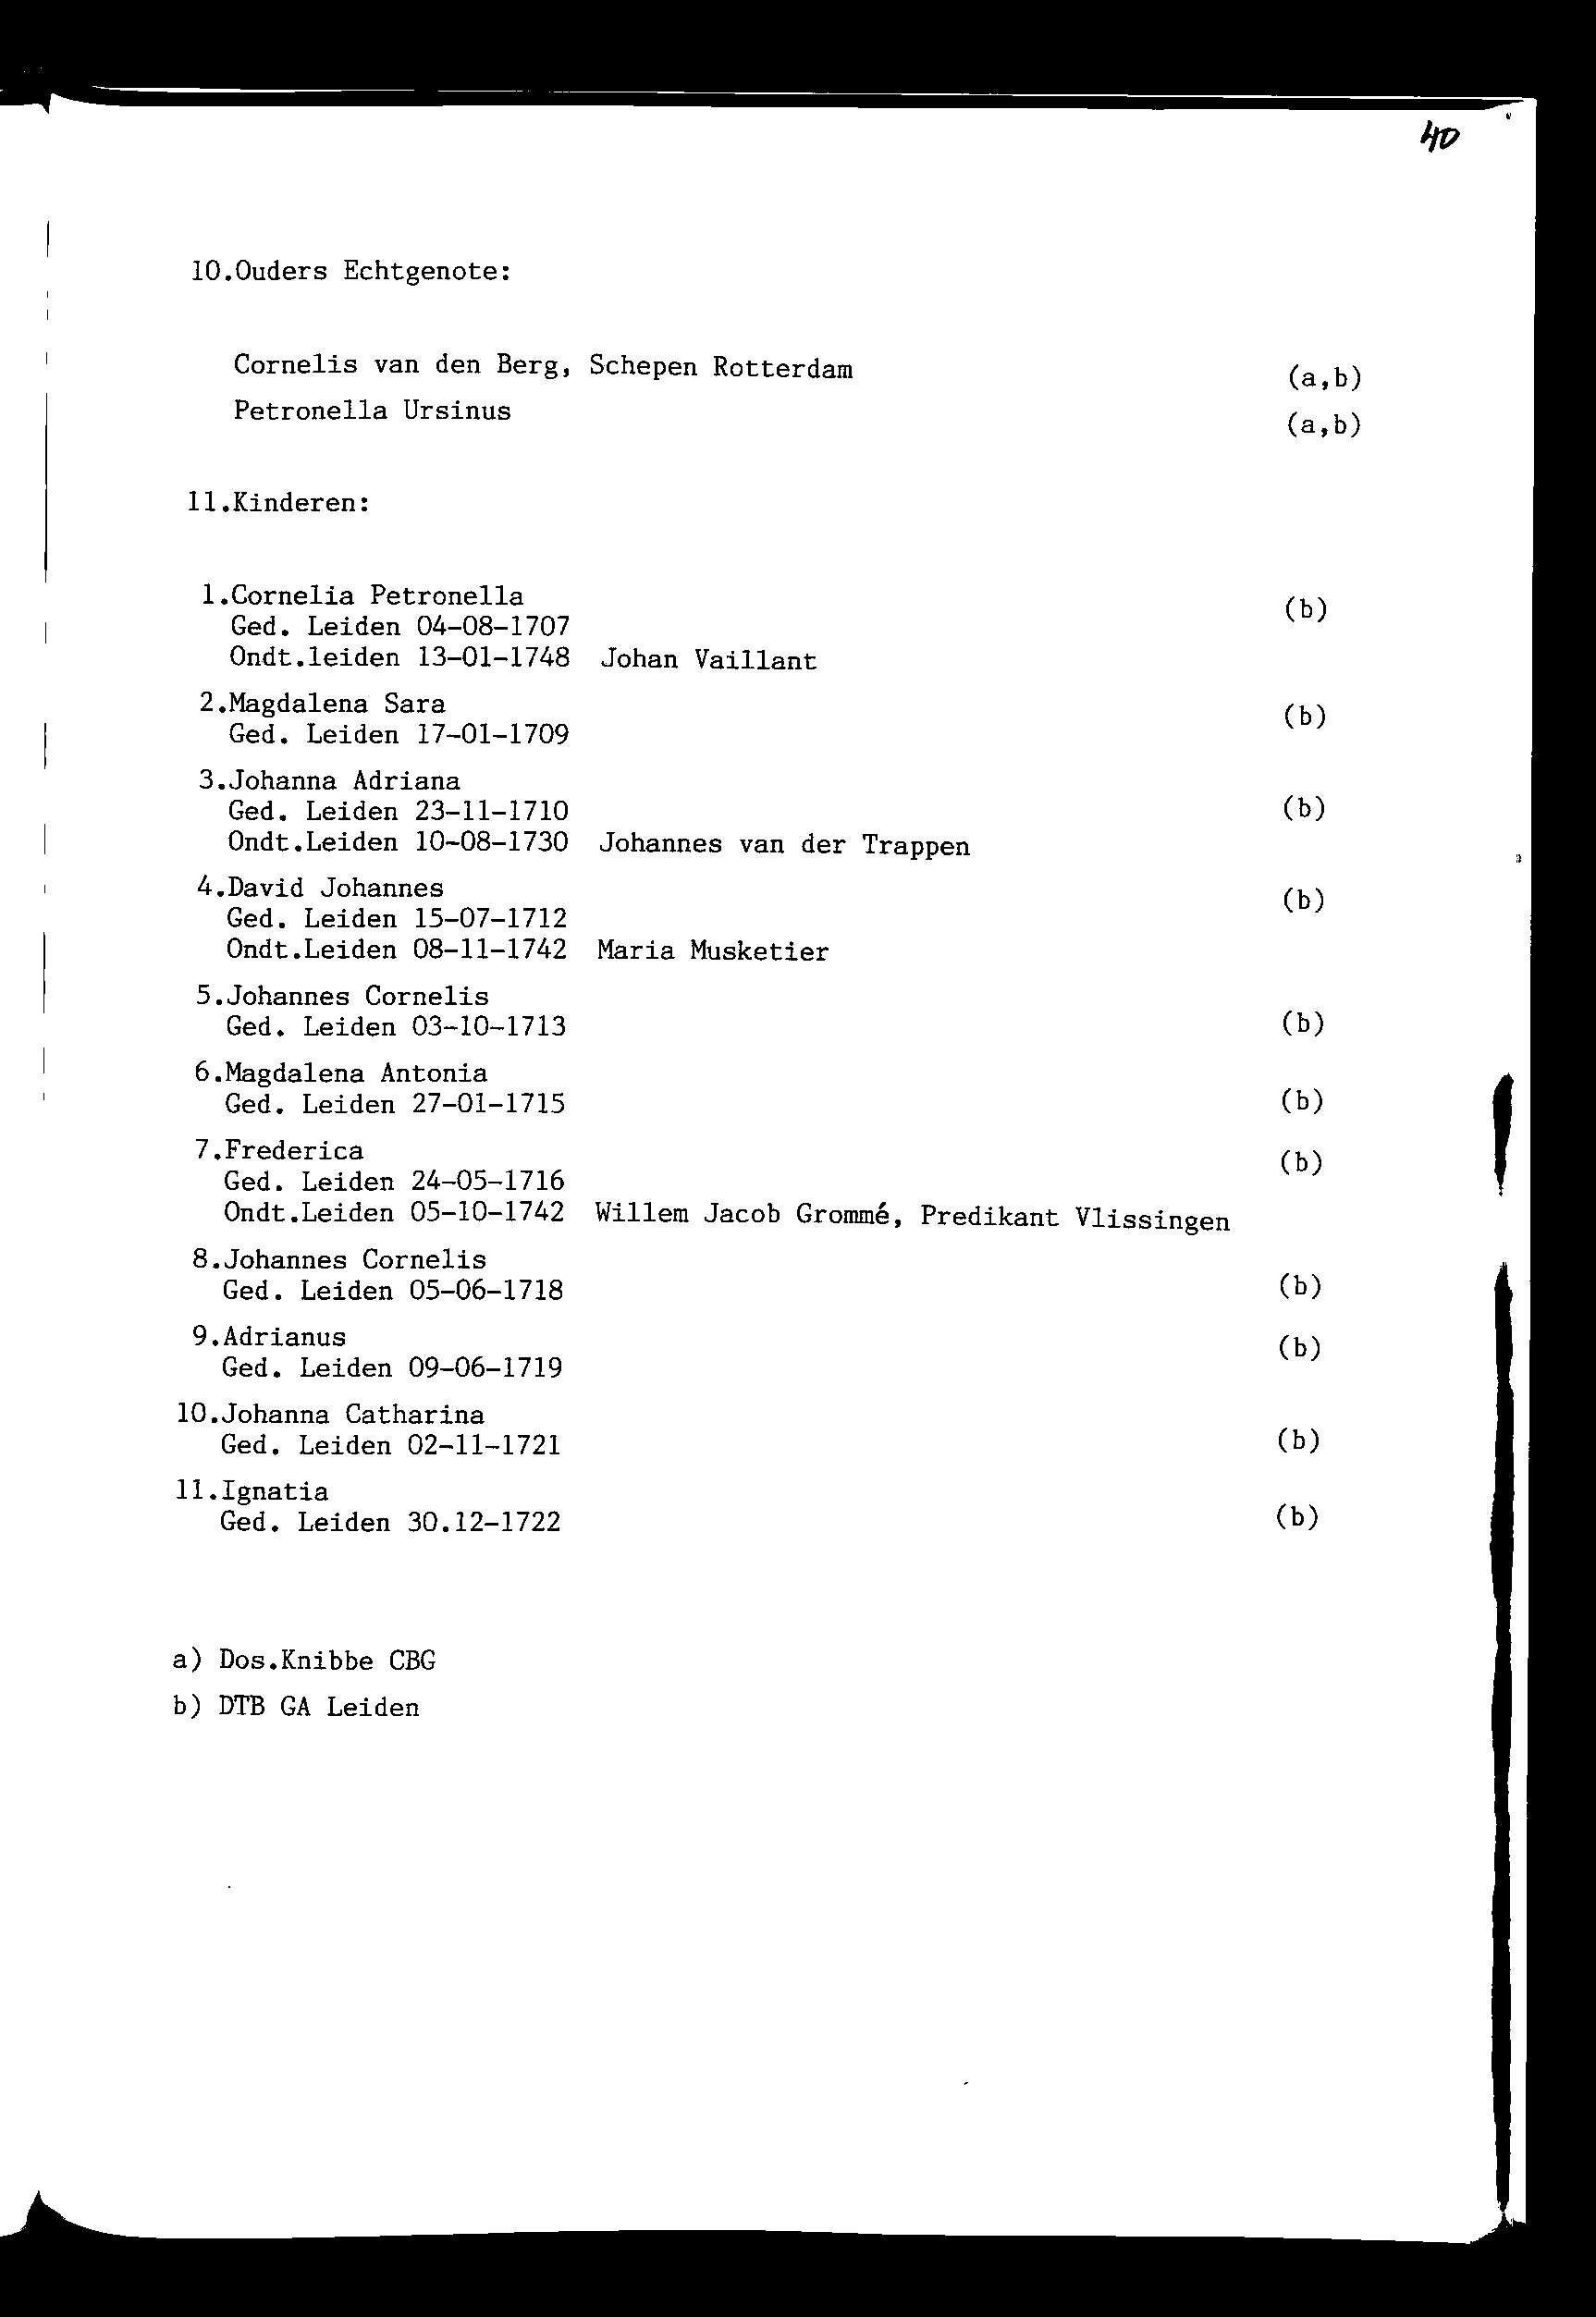 40
10.Ouders Echtgenote:
Cornelis van den Berg, Schepen Rotterdam (a,b)
Petronella Ursinus (a,b)
11.Kinderen:
1.Cornelia Petronella (b)
Ged. Leiden 04-08-1707
Ondt.leiden 13-01-1748 Johan Vaillant
2.Magdalena Sara (b)
Ged. Leiden 17-01-1709
3.Johanna Adriana
Ged. Leiden 23-11-1710 (b)
Ondt.Leiden 10-08-1730 Johannes van der Trappen
4.David Johannes (b)
Ged. Leiden 15-07-1712
Ondt.Leiden 08-11-1742 Maria Musketier
5.Johannes Cornelis
Ged. Leiden 03-10-1713 (b)
6.Magdalena Antonia
Ged. Leiden 27-01-1715 (b)
7.Frederica (b)
Ged. Leiden 24-05-1716
Ondt.Leiden 05-10-1742 Willem Jacob Grommé, Predikant Vlissingen
8.Johannes Cornelis
Ged. Leiden 05-06-1718 (b)
9.Adrianus (b)
Ged. Leiden 09-06-1719
10.Johanna Catharina
Ged. Leiden 02-11-1721 (b)
11.Ignatia
Ged. Leiden 30.12-1722 (b)
a) Dos.Knibbe CBG
b) DTB GA Leiden